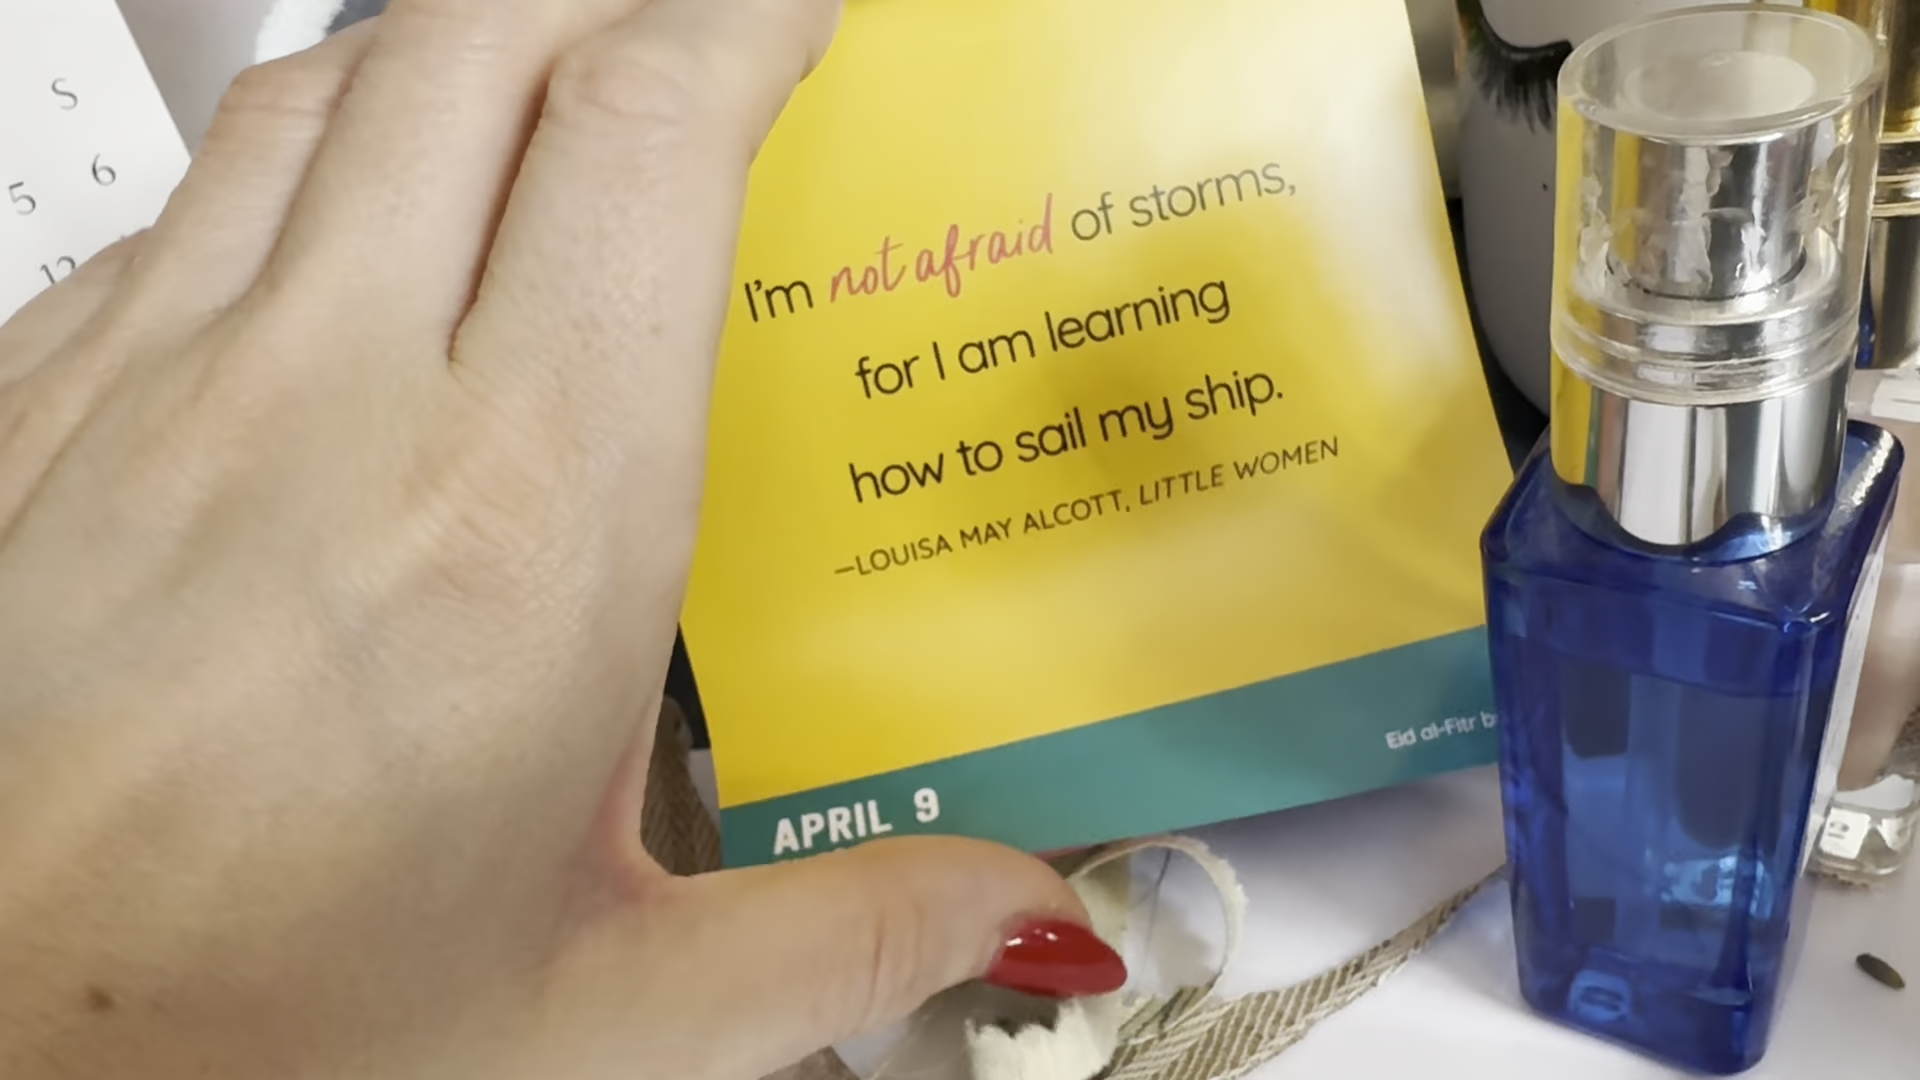 S
5 6
12
I'm not afraid of storms,
for I am learning
how to sail my ship.
—LOUISA MAY ALCOTT, LITTLE WOMEN
Eid al-Fitr
APRIL 9